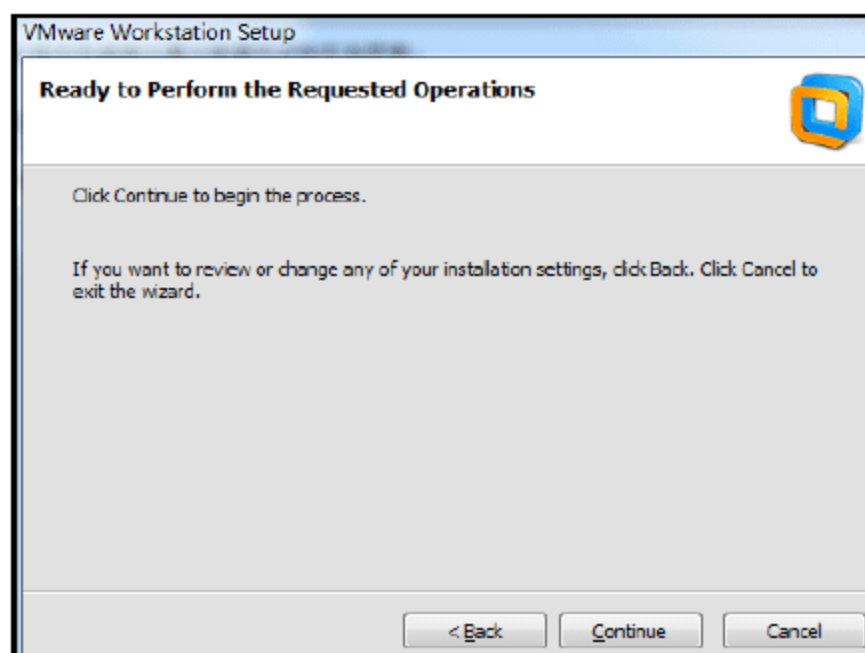 VMware Workstation Setup
Ready to Perform the Requested Operations
Click Continue to begin the process.
If you want to review or change any of your installation settings, click Back. Click Cancel to
exit the wizard.
< Back
Continue
Cancel